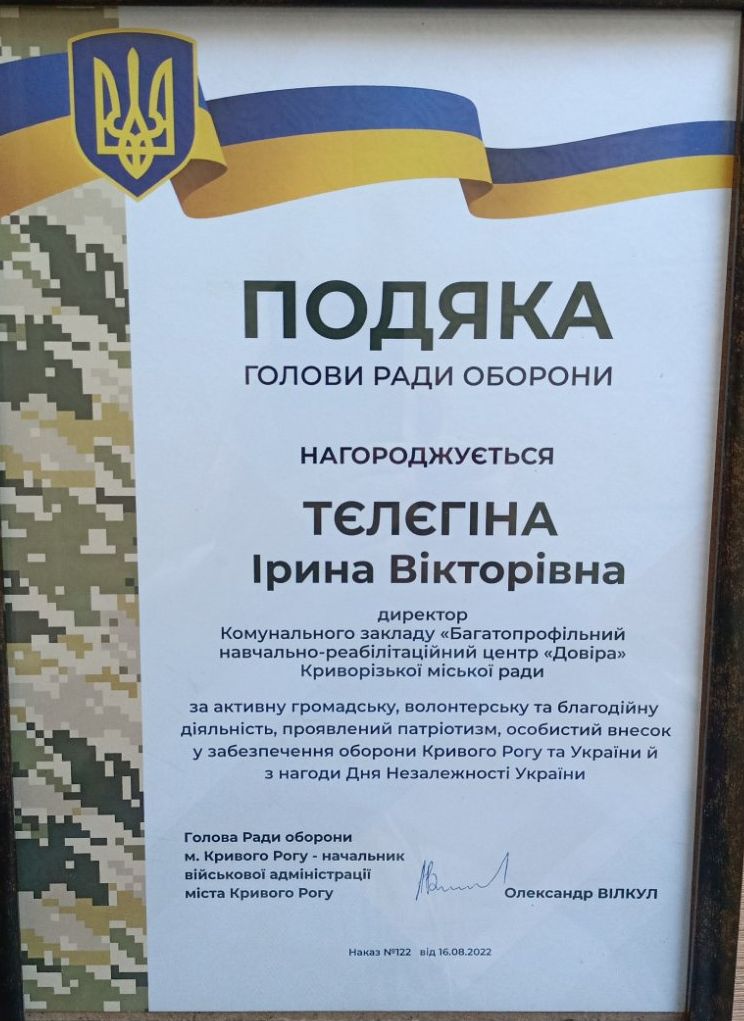 ПОДЯКА
ГОЛОВИ РАДИ ОБОРОНИ
НАГОРОДЖУЄТЬСЯ
ТЄЛЄГІНА
Ірина Вікторівна
директор
Комунального закладу «Багатопрофільний
навчально-реабілітаційний центр «Довіра»
Криворізької міської ради
за активну громадську, волонтерську та благодійну
діяльність, проявлений патріотизм, особистий внесок
у забезпечення оборони Кривого Рогу та України й
з нагоди Дня Незалежності України
Голова Ради оборони
м. Кривого Рогу - начальник
військової адміністрації
міста Кривого Рогу
Олександр ВІЛКУЛ
Наказ №122 від 16.08.2022